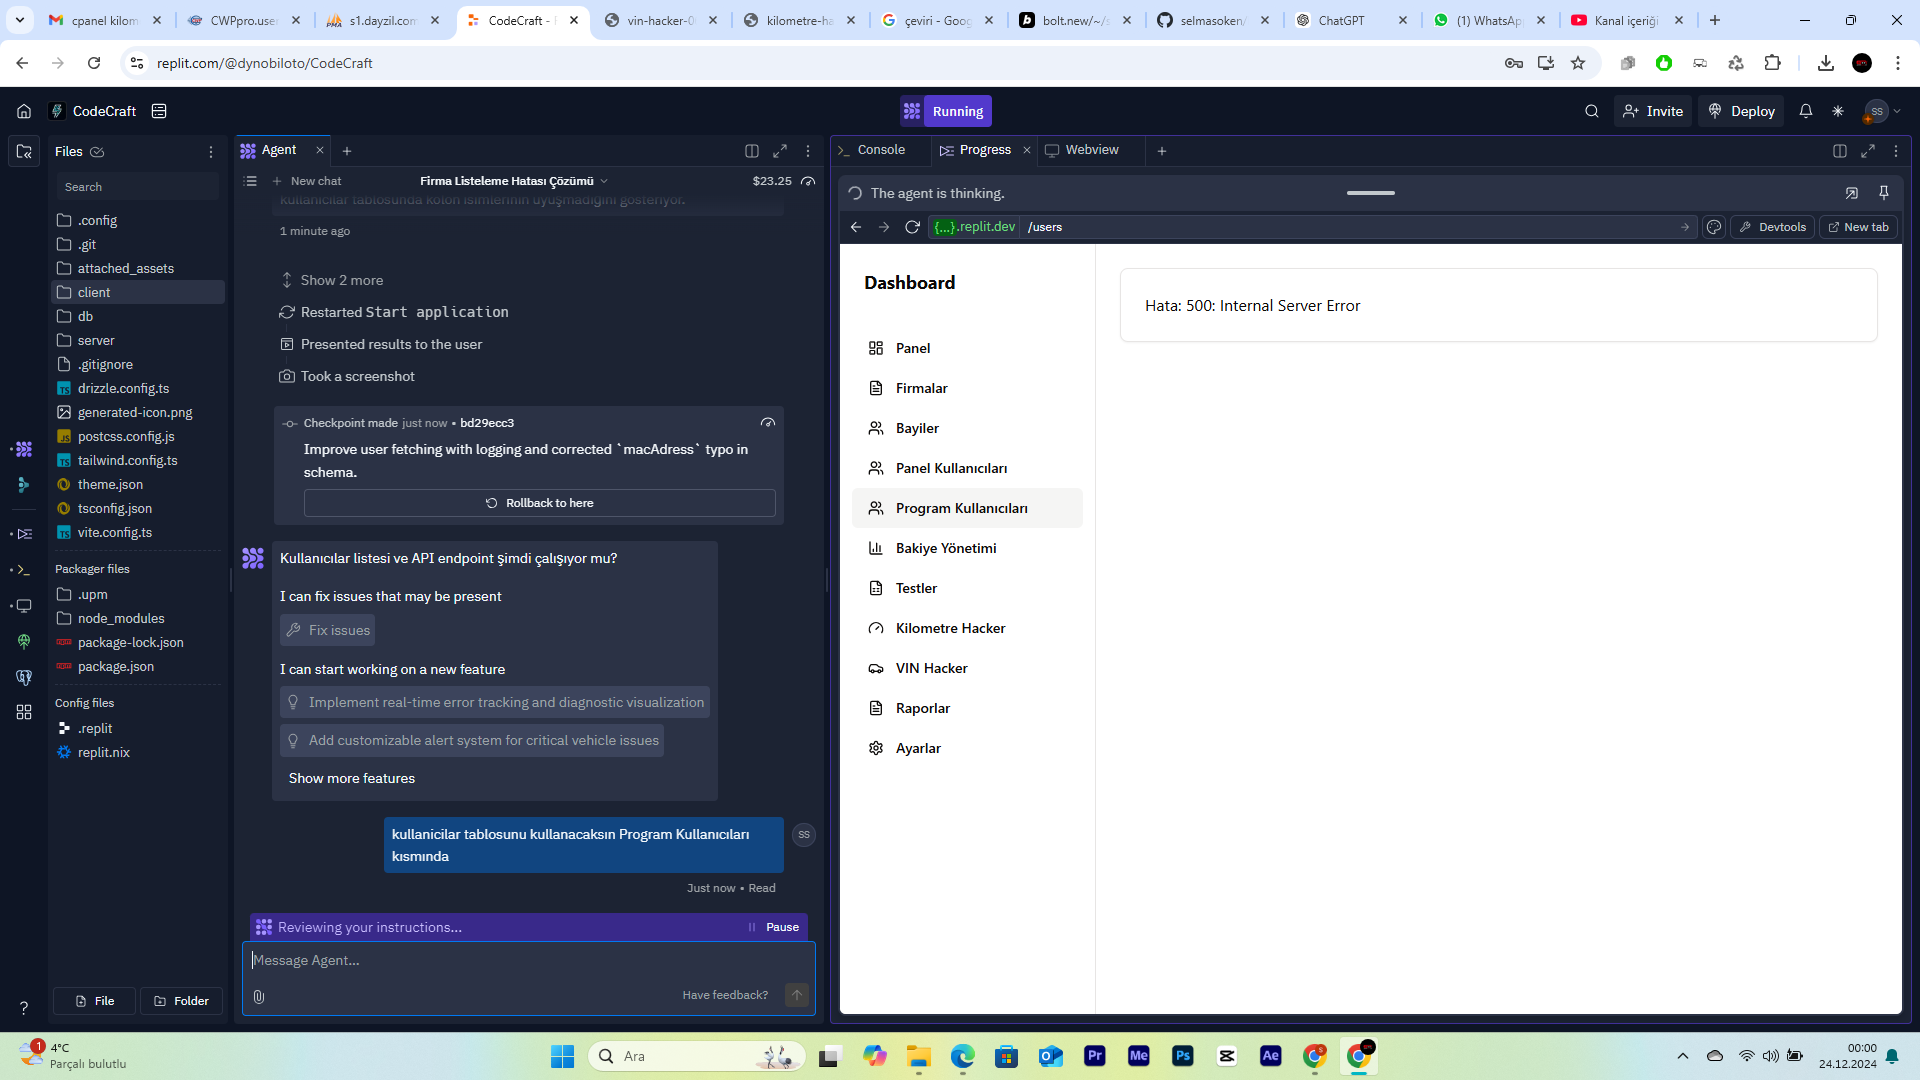 cpanel kilom
CWPpro.use
s1.dayzil.com
CodeCraft -
vin-hacker-0
kilometre-ha
çeviri - Goog
bolt.new/~/s
selmasoken/
ChatGPT
(1) WhatsAp
Kanal içeriği
replit.com/@dynobiloto/CodeCraft
CodeCraft
Running
Invite
Deploy
SS
Files
Search
.config
.git
attached_assets
client
db
server
.gitignore
drizzle.config.ts
generated-icon.png
postcss.config.js
tailwind.config.ts
theme.json
tsconfig.json
vite.config.ts
Packager files
.upm
node_modules
package-lock.json
package.json
Config files
.replit
replit.nix
File
Folder
Agent
New chat
Firma Listeleme Hatası Çözümü
$23.25
kullanicilar tablosunda kolon isimlerinin uyuşmadığını gösteriyor.
1 minute ago
Show 2 more
Restarted Start application
Presented results to the user
Took a screenshot
Checkpoint made just now • bd29ecc3
Improve user fetching with logging and corrected `macAdress` typo in
schema.
Rollback to here
Kullanıcılar listesi ve API endpoint şimdi çalışıyor mu?
I can fix issues that may be present
Fix issues
I can start working on a new feature
Implement real-time error tracking and diagnostic visualization
Add customizable alert system for critical vehicle issues
Show more features
kullanicilar tablosunu kullanacaksın Program Kullanıcıları
kısmında
SS
Just now • Read
Reviewing your instructions...
Pause
Message Agent...
Have feedback?
Console
Progress
Webview
The agent is thinking.
{...}.replit.dev
/users
Devtools
New tab
Dashboard
Panel
Firmalar
Bayiler
Panel Kullanıcıları
Program Kullanıcıları
Bakiye Yönetimi
Testler
Kilometre Hacker
VIN Hacker
Raporlar
Ayarlar
Hata: 500: Internal Server Error
1
4°C
Parçalı bulutlu
Ara
Pr
Me
Ps
Ae
00:00
24.12.2024